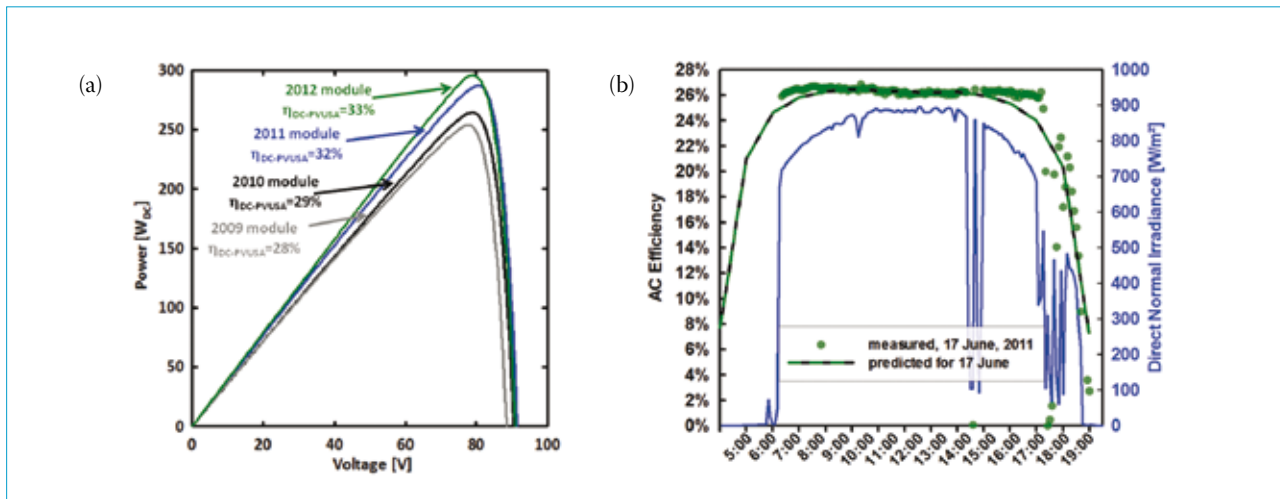 (a)
300
250
200
150
100
50
0
Power [W_DC]
2012 module
η_DC-PVUSA=33%
2011 module
η_DC-PVUSA=32%
2010 module
η_DC-PVUSA=29%
2009 module
η_DC-PVUSA=28%
0 20 40 60 80 100
Voltage [V]
(b)
28%
26%
24%
22%
20%
18%
16%
14%
12%
10%
8%
6%
4%
2%
0%
AC Efficiency
measured, 17 June, 2011
predicted for 17 June
5:00 6:00 7:00 8:00 9:00 10:00 11:00 12:00 13:00 14:00 15:00 16:00 17:00 18:00 19:00
1000
900
800
700
600
500
400
300
200
100
0
Direct Normal Irradiance [W/m²]